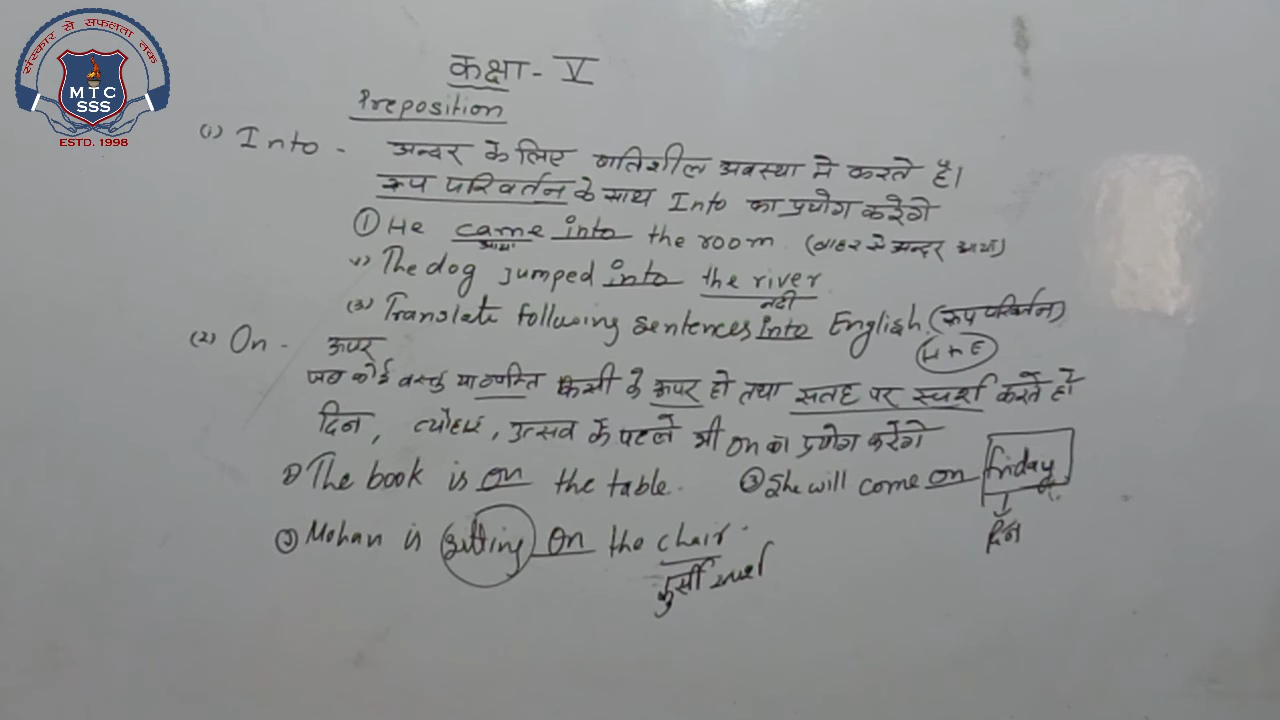 संस्कार से सफलता तक
MTC
SSS
ESTD. 1998
कक्षा - V
Preposition
(1) Into - अन्दर के लिए गतिशील अवस्था मे करते है।
रूप परिवर्तन के साथ Into का प्रयोग करेगे
① He came into the room. (बाहर से अन्दर आया)
आया
The dog jumped into the river
नदी
(3) Translate following sentences into English. (रूप परिवर्तन)
H to E
(2) On - ऊपर
जब कोई वस्तु या व्यक्ति किसी के ऊपर हो तथा सतह पर स्पर्श करते हो
दिन, त्योहार, उत्सव के पहले भी on का प्रयोग करेंगे
① The book is on the table. ③ She will come on friday.
दिन
② Mohan is sitting on the chair.
कुर्सी स्पर्श